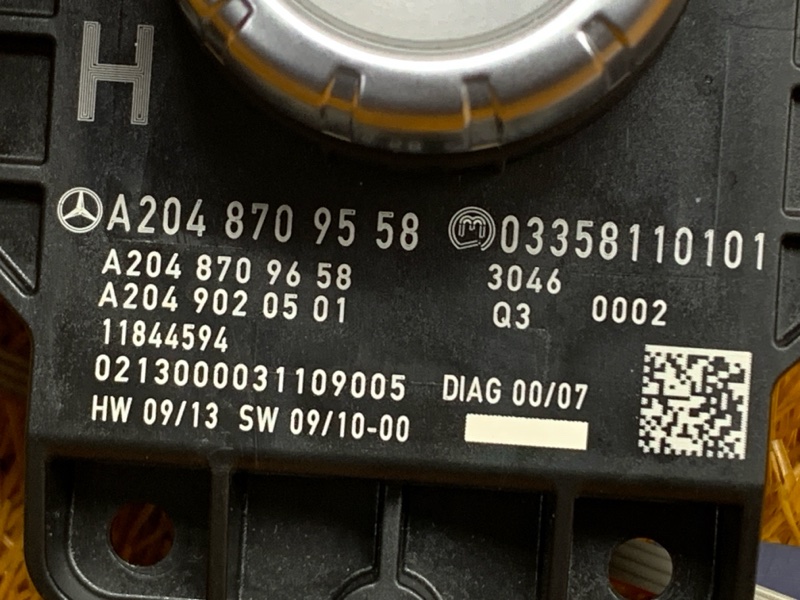 H
A204 870 95 58 M 03358110101
A204 870 96 58 3046
A204 902 05 01 Q3 0002
11844594
0213000031109005 DIAG 00/07
HW 09/13 SW 09/10-00